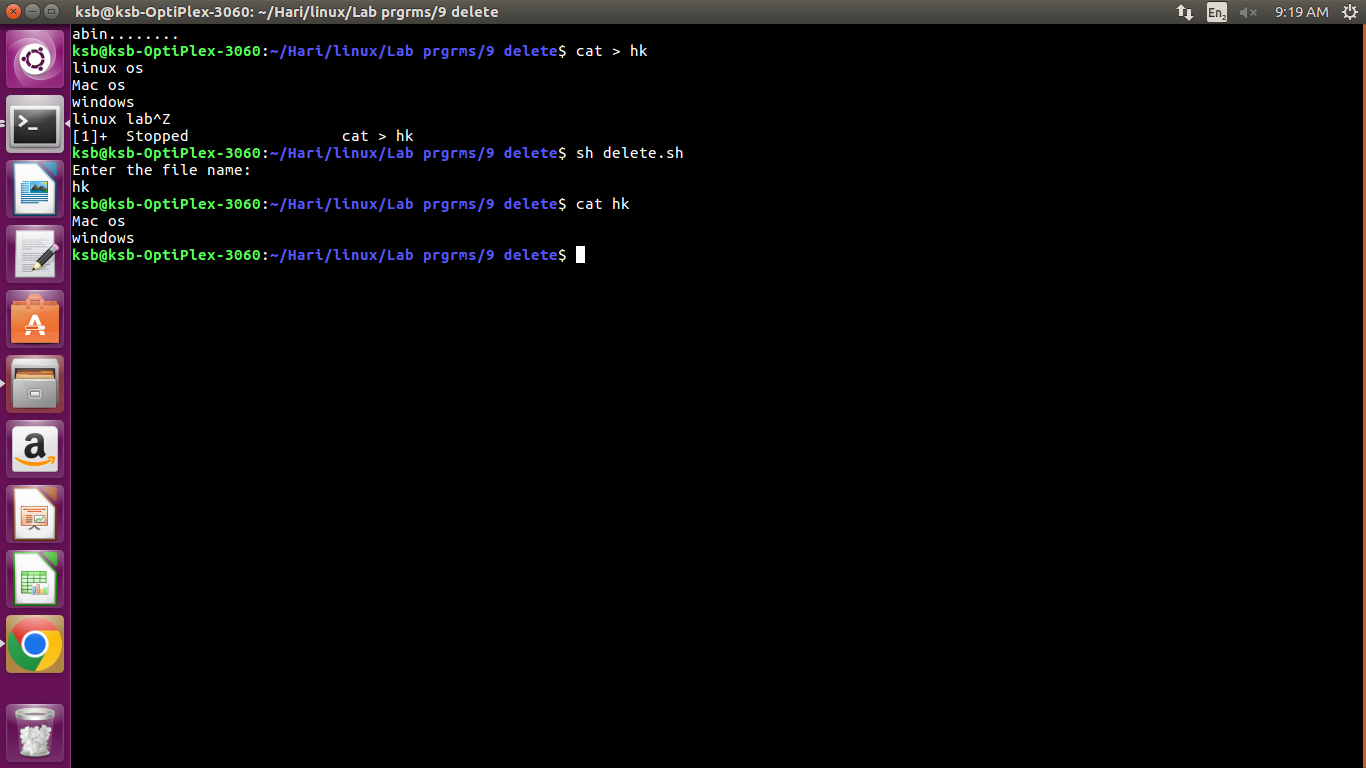 ksb@ksb-OptiPlex-3060: ~/Hari/linux/Lab prgrms/9 delete
En2
9:19 AM
abin........
ksb@ksb-OptiPlex-3060:~/Hari/linux/Lab prgrms/9 delete$ cat > hk
linux os
Mac os
windows
linux lab^Z
[1]+  Stopped                 cat > hk
ksb@ksb-OptiPlex-3060:~/Hari/linux/Lab prgrms/9 delete$ sh delete.sh
Enter the file name:
hk
ksb@ksb-OptiPlex-3060:~/Hari/linux/Lab prgrms/9 delete$ cat hk
Mac os
windows
ksb@ksb-OptiPlex-3060:~/Hari/linux/Lab prgrms/9 delete$